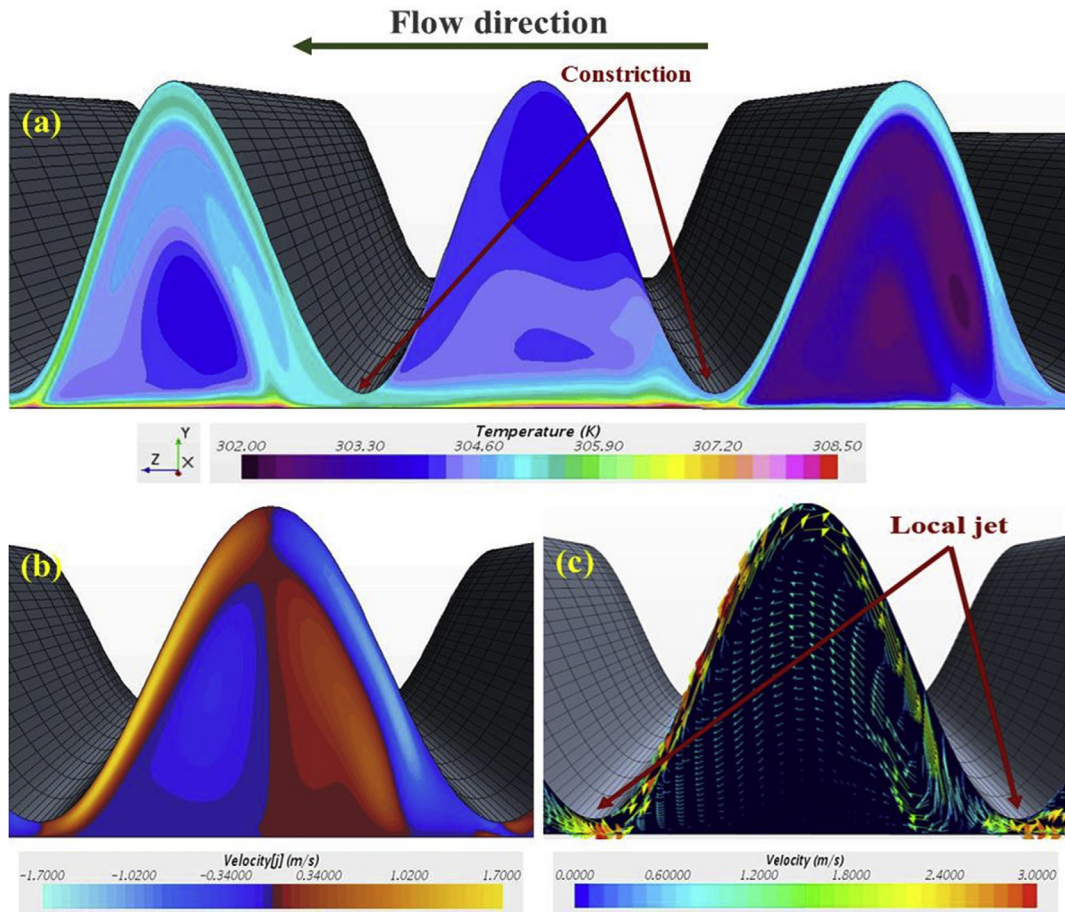 Flow direction
Constriction
(a)
Temperature (K)
302.00 303.30 304.60 305.90 307.20 308.50
Y
Z
X
(b)
Local jet
(c)
Velocity[j] (m/s)
-1.7000 -1.0200 -0.34000 0.34000 1.0200 1.7000
Velocity (m/s)
0.0000 0.60000 1.2000 1.8000 2.4000 3.0000